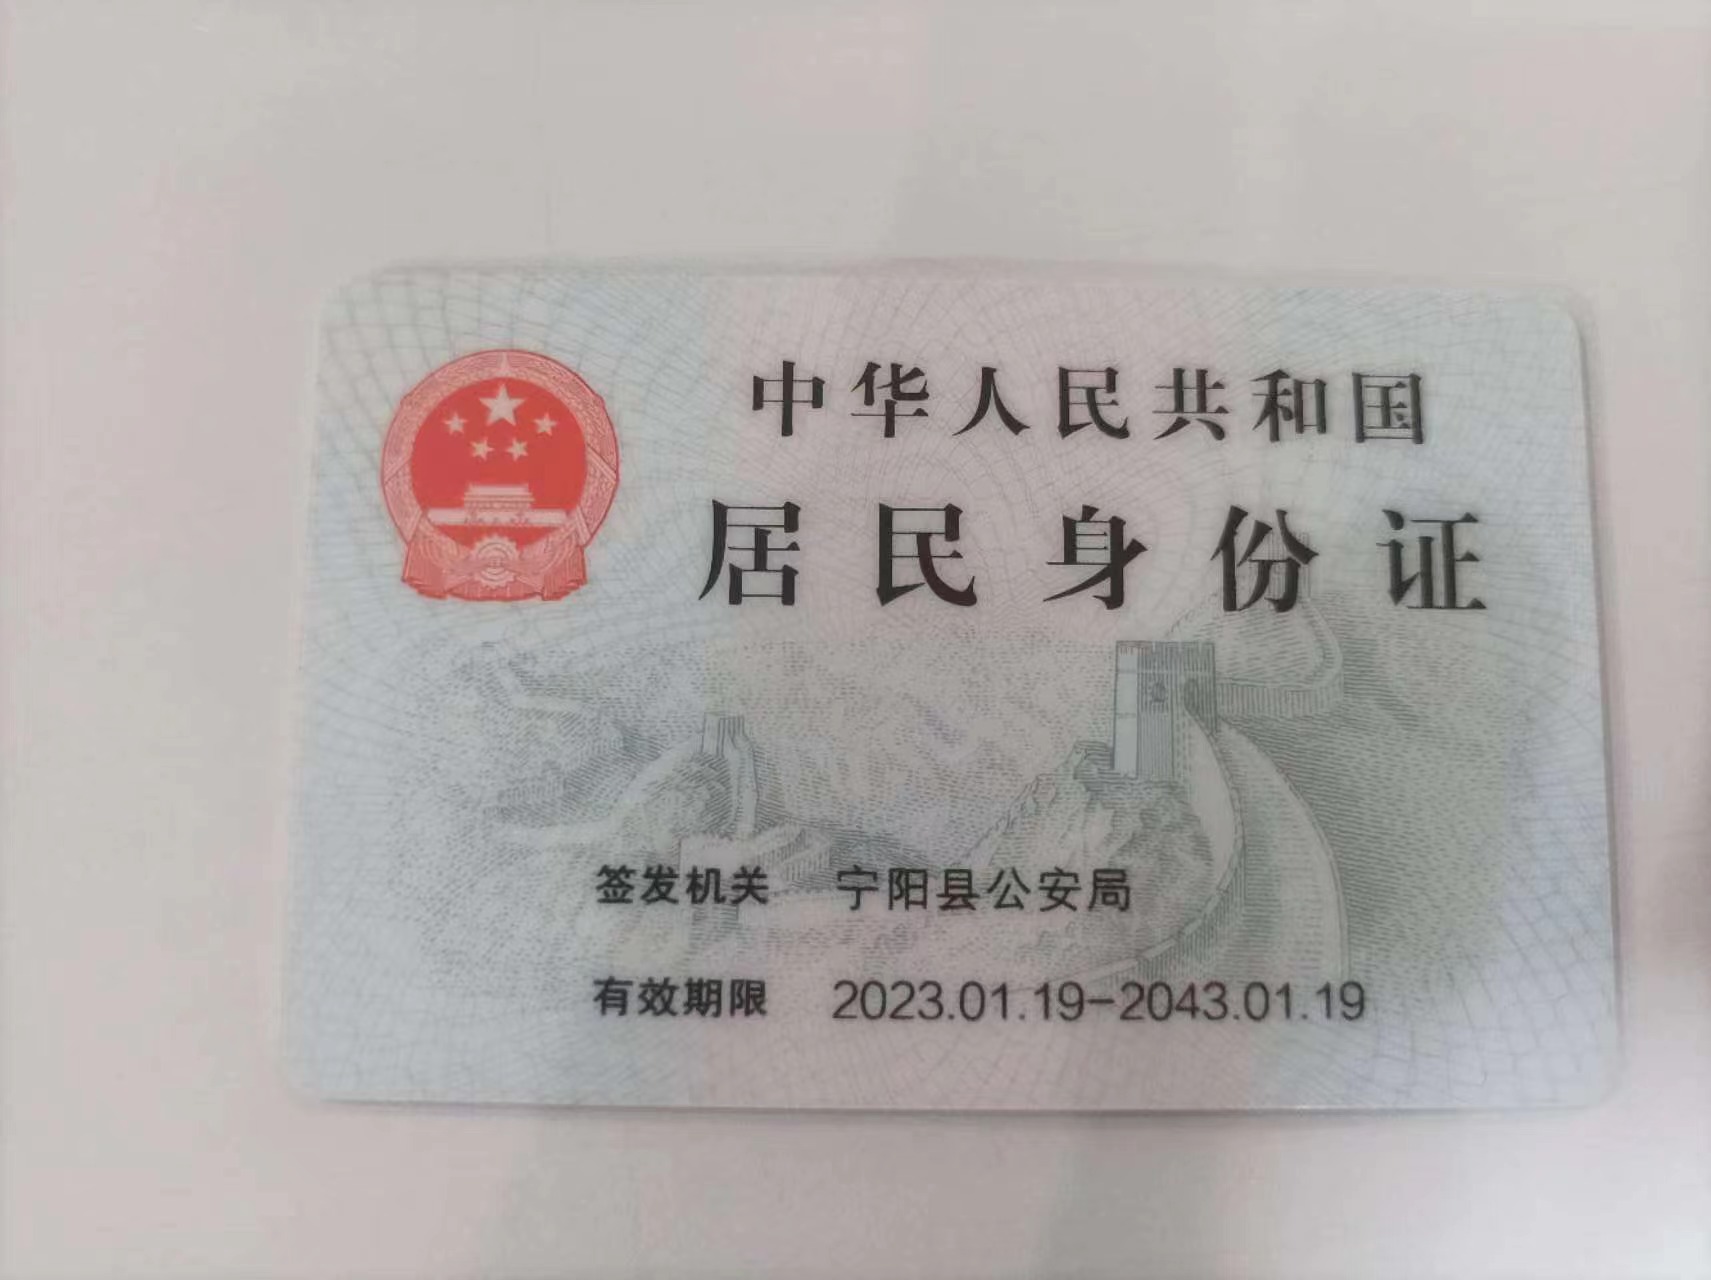 中华人民共和国
居民身份证
签发机关 宁阳县公安局
有效期限 2023.01.19-2043.01.19